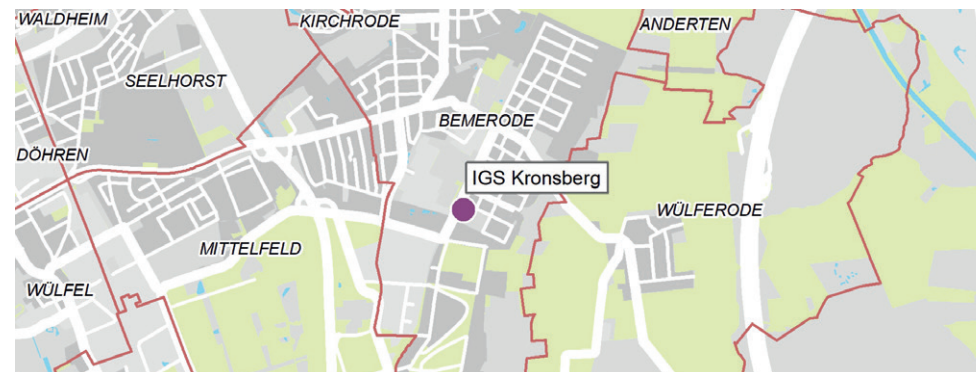 WALDHEIM
KIRCHRODE
ANDERTEN
SEELHORST
BEMERODE
DÖHREN
IGS Kronsberg
WÜLFERODE
MITTELFELD
WÜLFEL